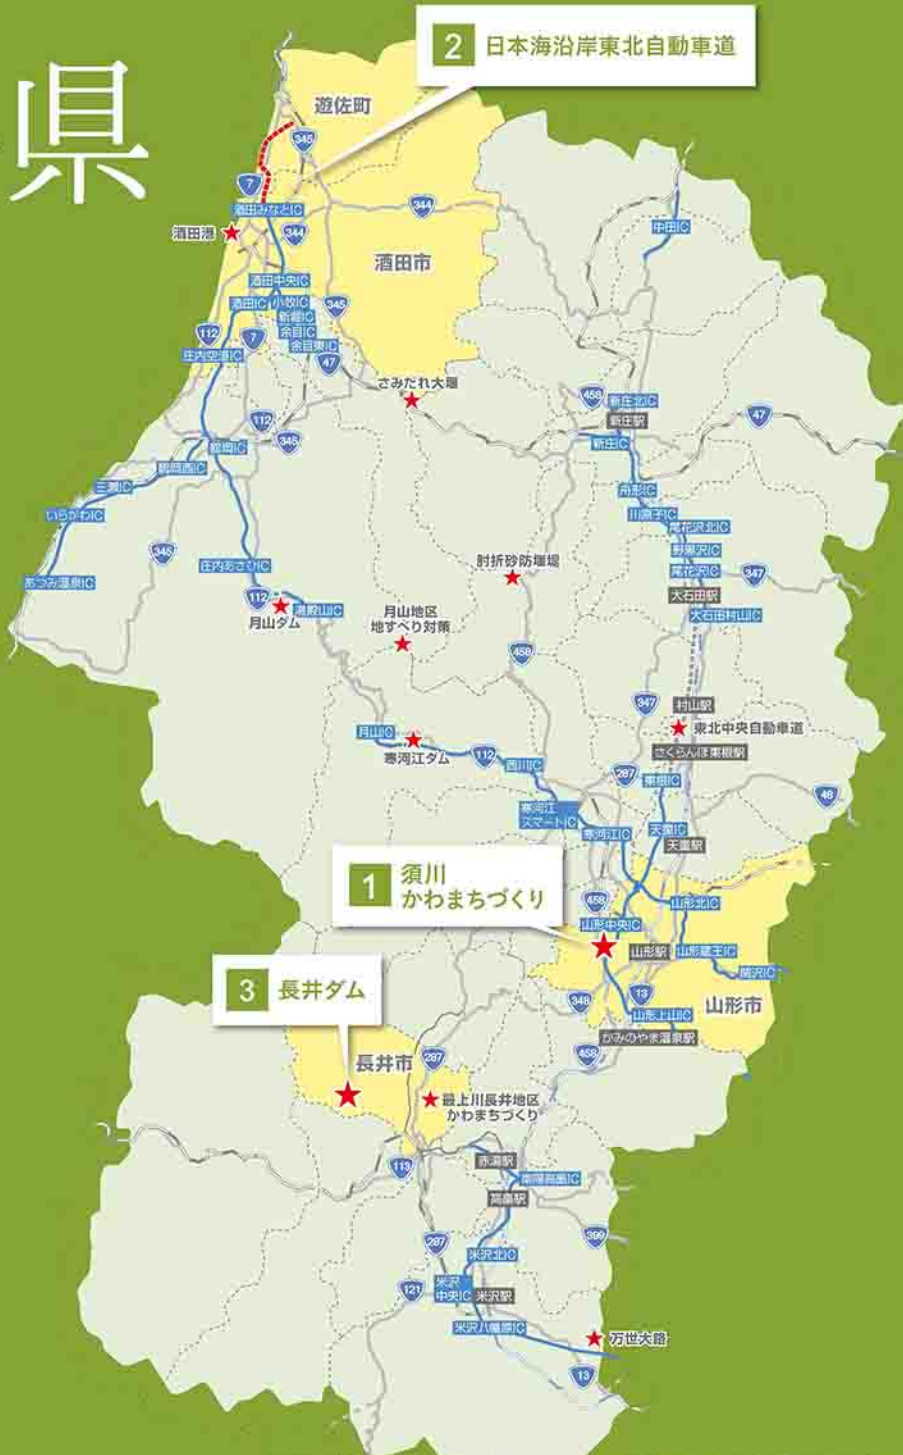 県
2 日本海沿岸東北自動車道
遊佐町
345
7
酒田みなとIC
344
344
酒田港
中田IC
酒田市
酒田中央IC
酒田IC
小牧IC
345
新堀IC
112
7
余目IC
余目東IC
庄内空港IC
47
さみだれ大堰
458
新庄北IC
新庄駅
47
112
345
鶴岡IC
新庄IC
鶴岡西IC
三瀬IC
舟形IC
いらがわIC
川原子IC
尾花沢北IC
野黒沢IC
345
庄内あさひIC
肘折砂防堰堤
尾花沢IC
347
あつみ温泉IC
大石田駅
112
湯殿山IC
月山ダム
月山地区
地すべり対策
大石田村山IC
458
347
村山駅
東北中央自動車道
月山IC
さくらんぼ東根駅
寒河江ダム
112
西川IC
287
東根IC
48
寒河江
スマートIC
寒河江IC
天童IC
天童駅
1 須川
かわまちづくり
458
山形北IC
山形中央IC
山形駅
山形蔵王IC
関沢IC
3 長井ダム
348
13
山形市
山形上山IC
かみのやま温泉駅
長井市
287
458
最上川長井地区
かわまちづくり
113
赤湯駅
南陽高畠IC
高畠駅
287
399
米沢北IC
121
米沢
中央IC
米沢駅
米沢八幡原IC
万世大路
13